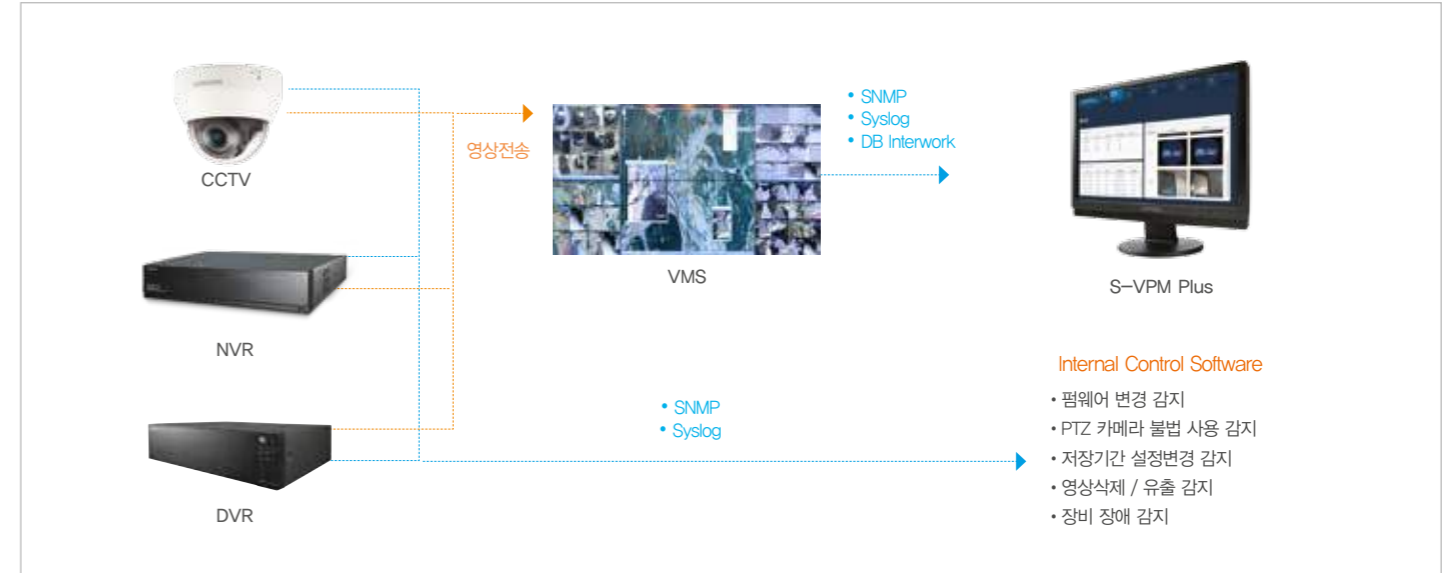 CCTV
NVR
DVR
영상전송
VMS
• SNMP
• Syslog
• DB Interwork
S-VPM Plus
• SNMP
• Syslog
Internal Control Software
• 펌웨어 변경 감지
• PTZ 카메라 불법 사용 감지
• 저장기간 설정변경 감지
• 영상삭제 / 유출 감지
• 장비 장애 감지